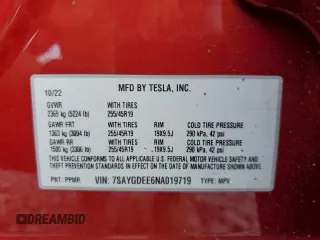 MFD BY TESLA, INC.
10/22
GVWR WITH TIRES
2369 kg (5224 lb) 255/45R19
GAWR FRT WITH TIRES RIM COLD TIRE PRESSURE
1363 kg (3004 lb) 255/45R19 19X9.5J 290 kPa, 42 psi
GAWR RR WITH TIRES RIM COLD TIRE PRESSURE
255/45R19 19X9.5J 290 kPa, 42 psi
THIS VEHICLE CONFORMS TO ALL APPLICABLE U.S. FEDERAL MOTOR VEHICLE
SAFETY AND THEFT PREVENTION STANDARDS IN EFFECT ON THE DATE OF MANUFACTURE SHOWN ABOVE.
PNT: PPMR VIN: 7SAYGDEE6NA019719 TYPE: MPV
DREAMBID